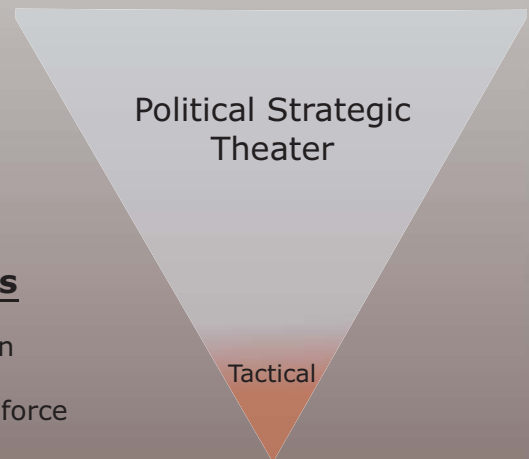 Political Strategic
Theater
s
n
Tactical
force